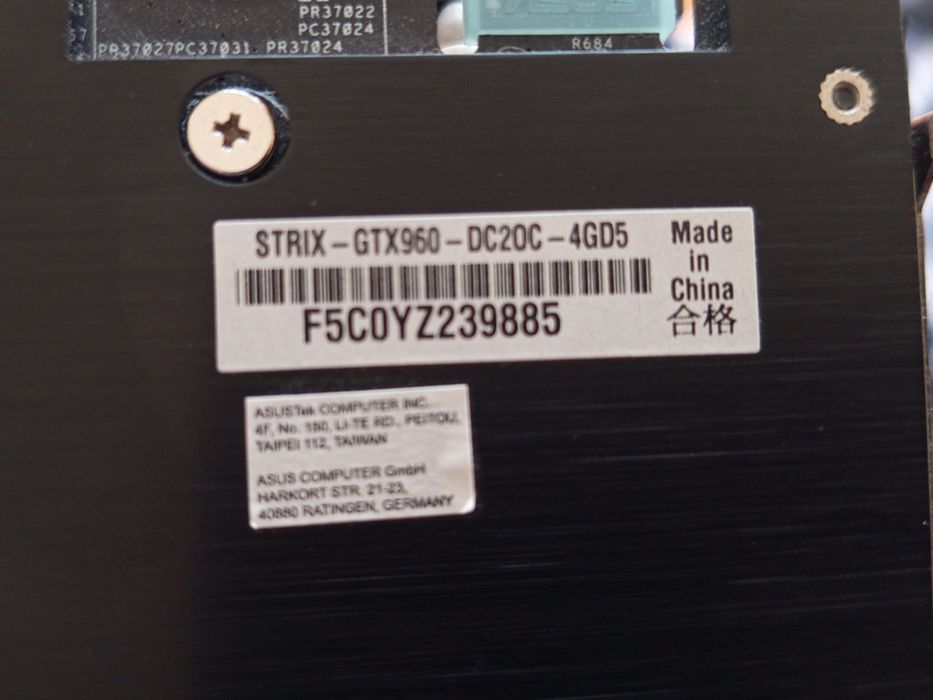 PR37022
PC37024
PR37027PC37031 PR37024
R684
STRIX-GTX960-DC2OC-4GD5
F5C0YZ239885
Made
in
China
合格
ASUSTek COMPUTER INC.
4F, No. 150, LI-TE RD., PEITOU,
TAIPEI 112, TAIWAN
ASUS COMPUTER GmbH
HARKORT STR. 21-23,
40880 RATINGEN, GERMANY